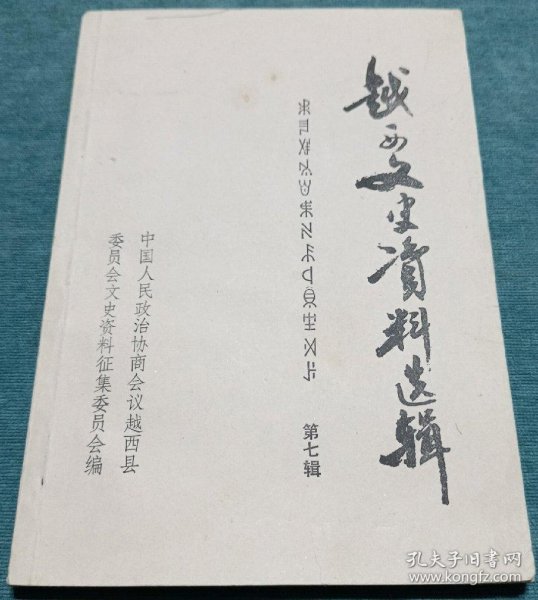 越西文史资料选辑
第七辑
中国人民政治协商会议越西县
委员会文史资料征集委员会编
孔夫子旧书网
www.kongfz.com